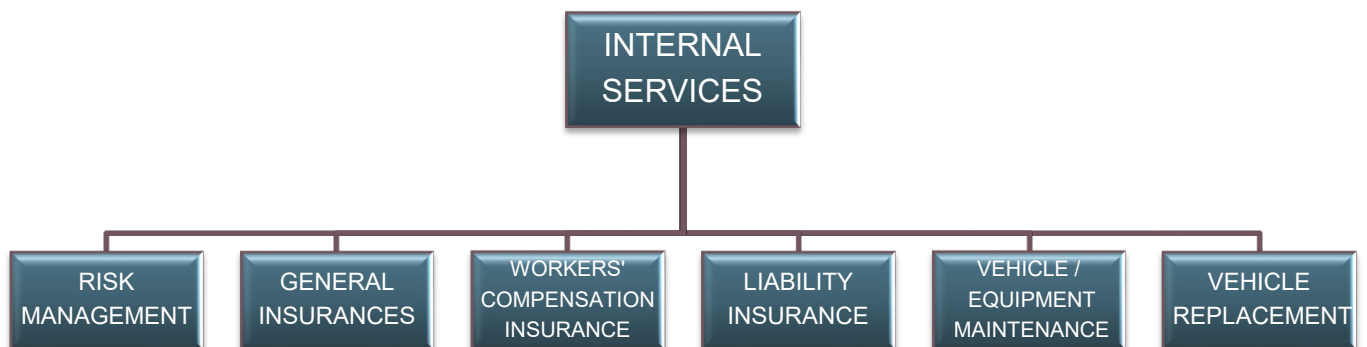 INTERNAL
SERVICES
RISK
MANAGEMENT
GENERAL
INSURANCES
WORKERS'
COMPENSATION
INSURANCE
LIABILITY
INSURANCE
VEHICLE /
EQUIPMENT
MAINTENANCE
VEHICLE
REPLACEMENT